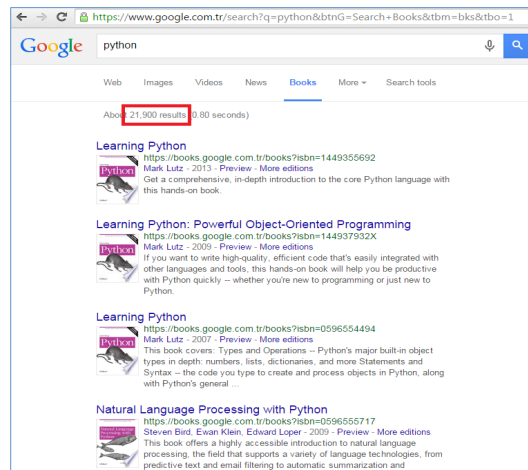 https://www.google.com.tr/search?q=python&btnG=Search+Books&tbm=bks&tbo=1
Google python
Web Images Videos News Books More Search tools
About 21,900 results (0.80 seconds)
Learning Python
https://books.google.com.tr/books?isbn=1449355692
Mark Lutz - 2013 - Preview - More editions
Get a comprehensive, in-depth introduction to the core Python language with
this hands-on book.
Learning Python: Powerful Object-Oriented Programming
https://books.google.com.tr/books?isbn=144937932X
Mark Lutz - 2009 - Preview - More editions
If you want to write high-quality, efficient code that's easily integrated with
other languages and tools, this hands-on book will help you be productive
with Python quickly -- whether you're new to programming or just new to
Python.
Learning Python
https://books.google.com.tr/books?isbn=0596554494
Mark Lutz - 2007 - Preview - More editions
This book covers: Types and Operations -- Python's major built-in object
types in depth: numbers, lists, dictionaries, and more Statements and
Syntax -- the code you type to create and process objects in Python, along
with Python's general ...
Natural Language Processing with Python
https://books.google.com.tr/books?isbn=0596555717
Steven Bird, Ewan Klein, Edward Loper - 2009 - Preview - More editions
This book offers a highly accessible introduction to natural language
processing, the field that supports a variety of language technologies, from
predictive text and email filtering to automatic summarization and